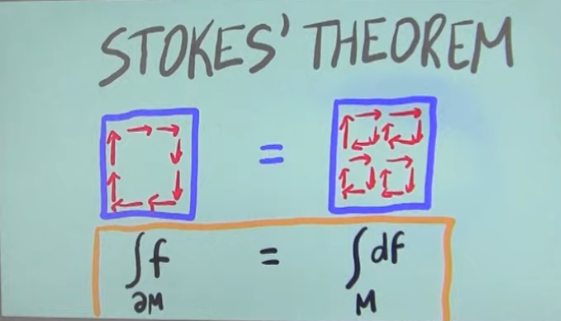 STOKES' THEOREM
=
∫f = ∫df
∂M M